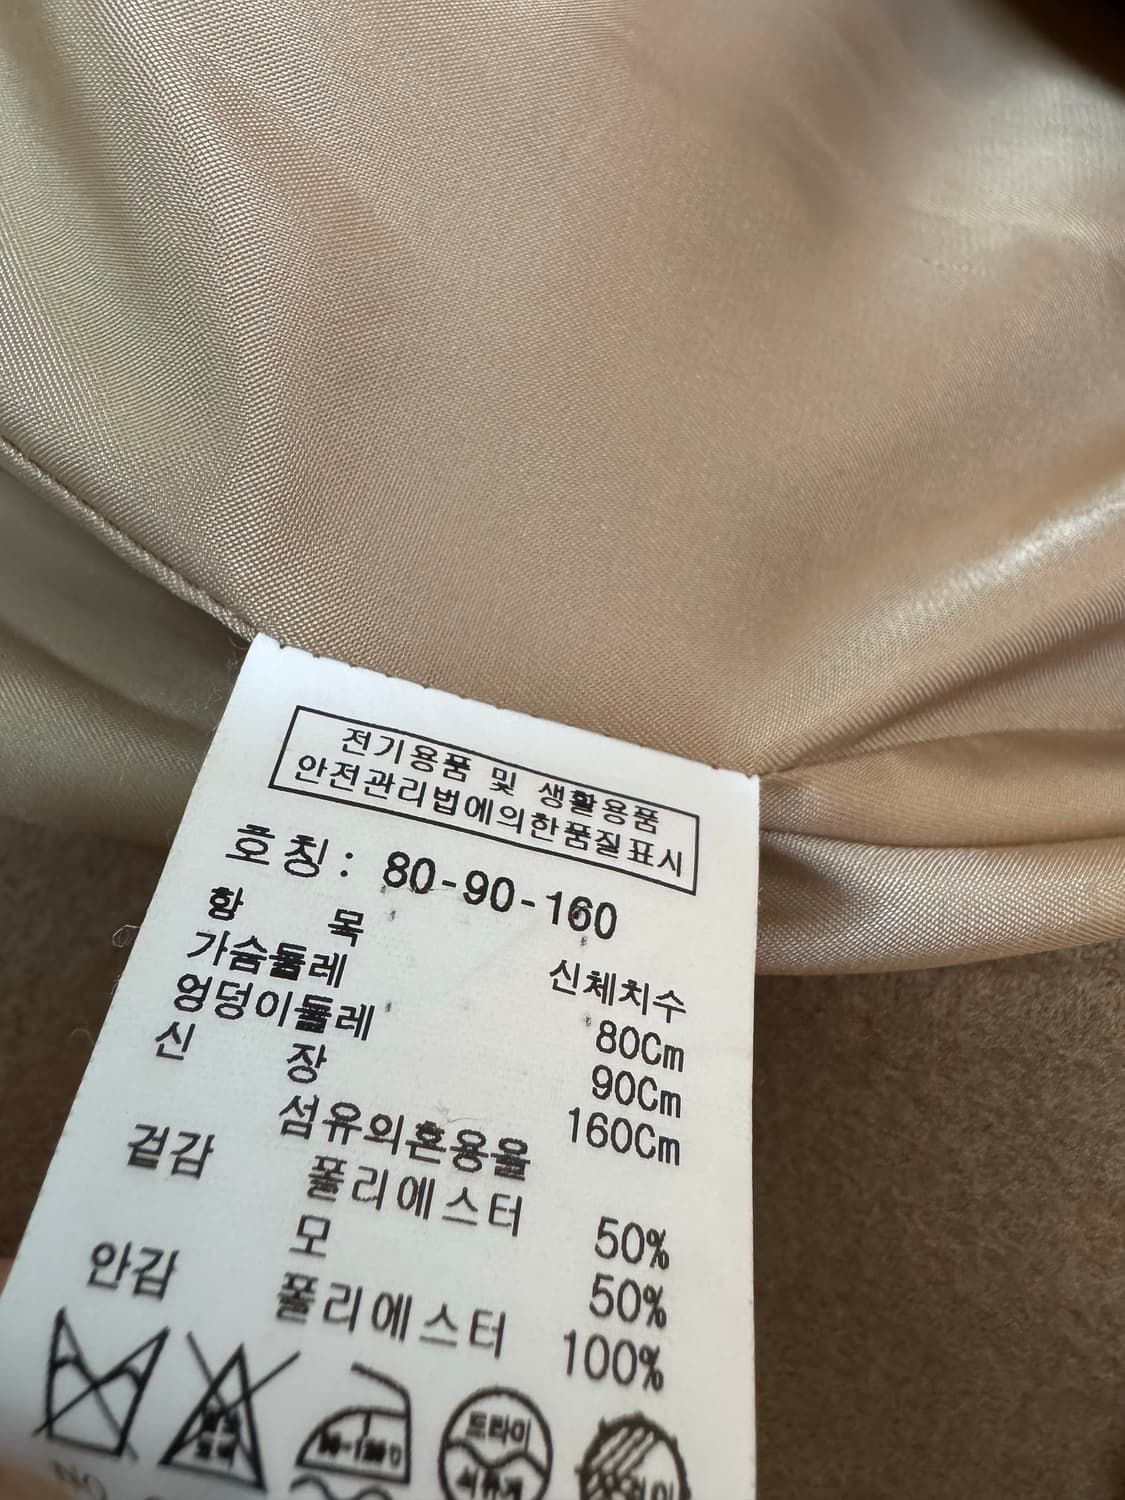 전기용품 및 생활용품
안전관리법에의한품질표시
호칭: 80-90-160
항 목 신체치수
가슴둘레 80Cm
엉덩이둘레 90Cm
신 장 160Cm
섬유의혼용율
겉감 폴리에스터 50%
모 50%
안감 폴리에스터 100%
드라이